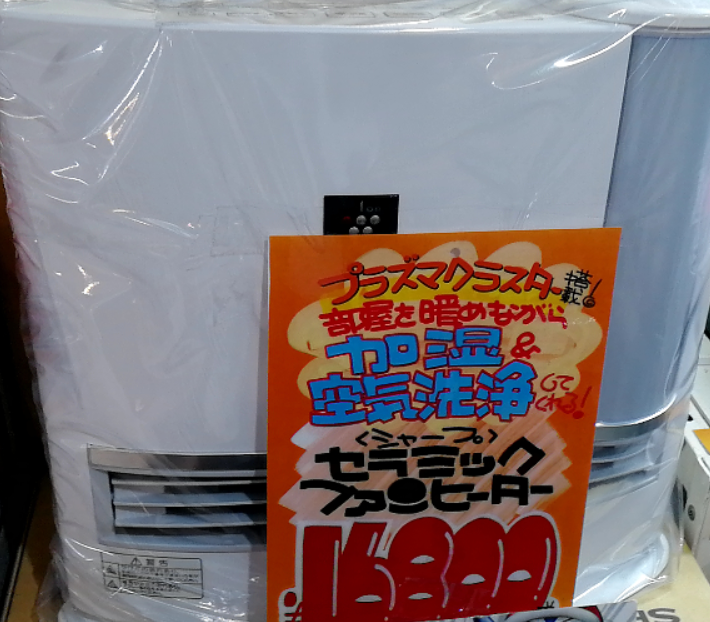 プラズマクラスター搭載!
部屋を暖めながら
加湿&
空気洗浄してくれる!
<シャープ>
セラミック
ファンヒーター
16800
警告